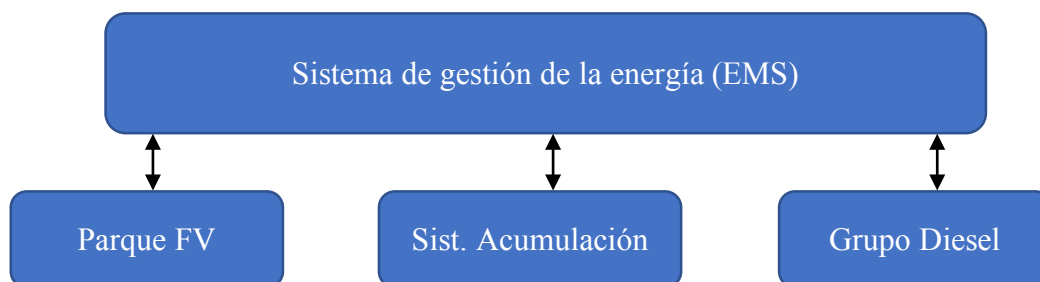 Sistema de gestión de la energía (EMS)
Parque FV
Sist. Acumulación
Grupo Diesel